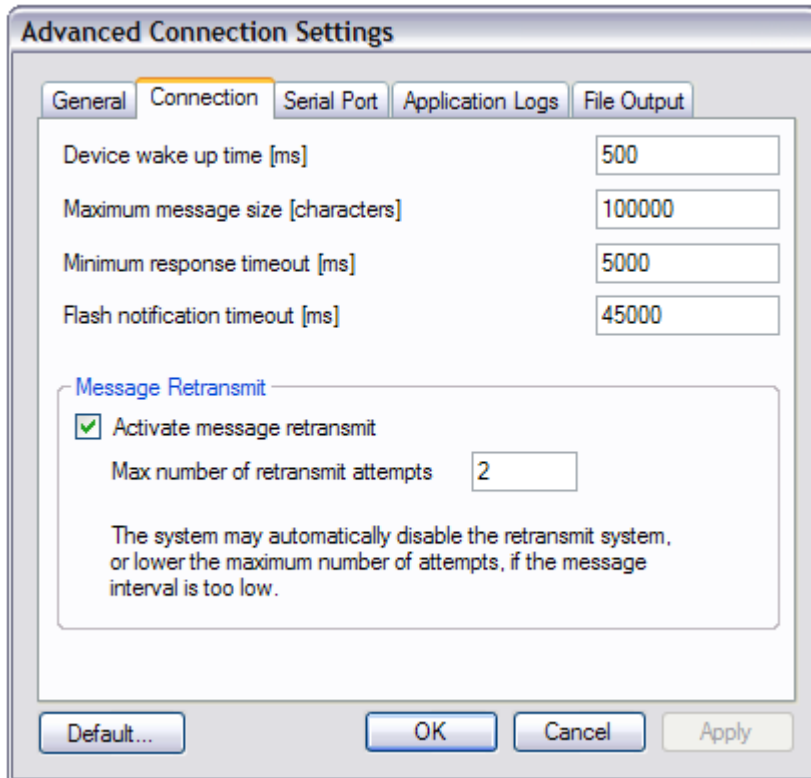 Advanced Connection Settings
General Connection Serial Port Application Logs File Output
Device wake up time [ms] 500
Maximum message size [characters] 100000
Minimum response timeout [ms] 5000
Flash notification timeout [ms] 45000
Message Retransmit
Activate message retransmit
Max number of retransmit attempts 2
The system may automatically disable the retransmit system,
or lower the maximum number of attempts, if the message
interval is too low.
Default... OK Cancel Apply